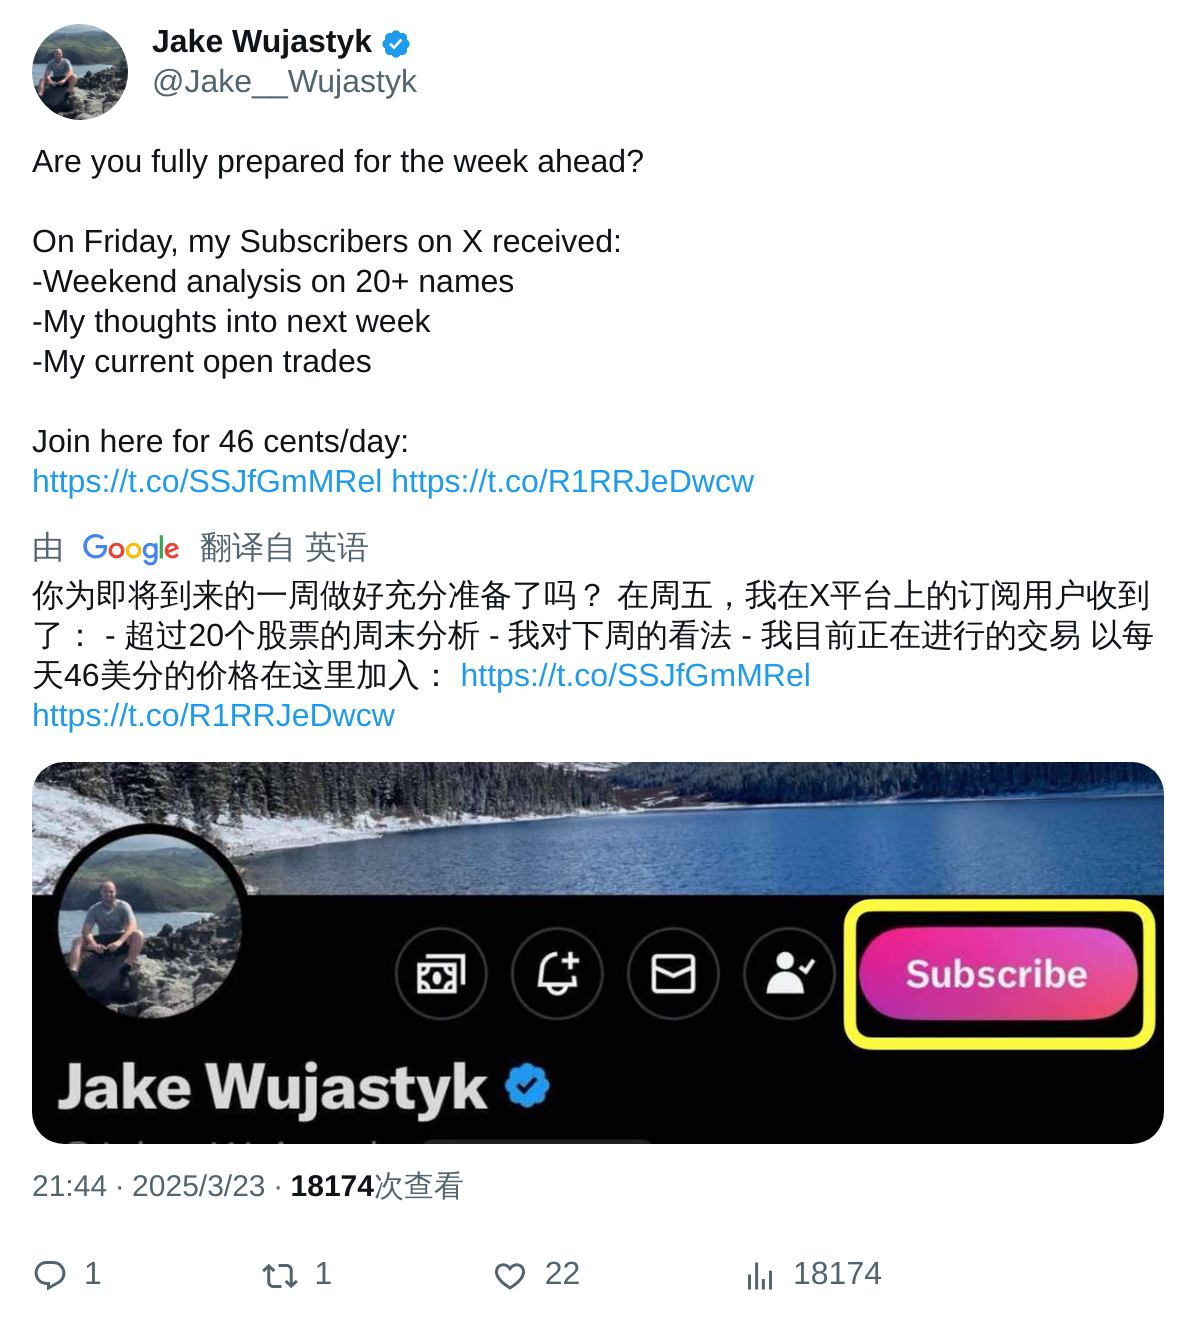 Jake Wujastyk
@Jake__Wujastyk
Are you fully prepared for the week ahead?
On Friday, my Subscribers on X received:
-Weekend analysis on 20+ names
-My thoughts into next week
-My current open trades
Join here for 46 cents/day:
https://t.co/SSJfGmMRel https://t.co/R1RRJeDwcw
由 Google 翻译自 英语
你为即将到来的一周做好充分准备了吗？ 在周五，我在X平台上的订阅用户收到
了： - 超过20个股票的周末分析 - 我对下周的看法 - 我目前正在进行的交易 以每
天46美分的价格在这里加入： https://t.co/SSJfGmMRel
https://t.co/R1RRJeDwcw
Subscribe
Jake Wujastyk
21:44 · 2025/3/23 · 18174次查看
1 1 22 18174